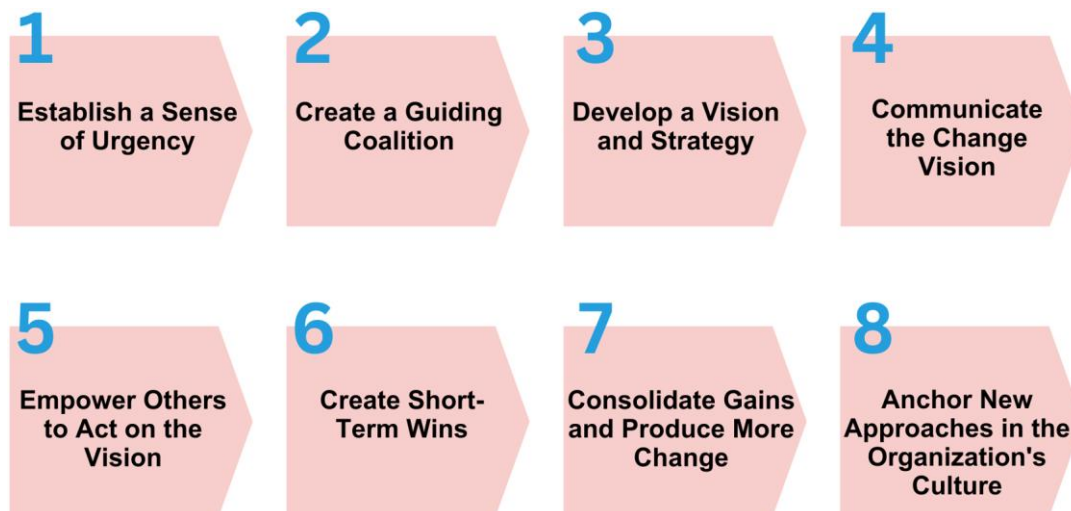 1
Establish a Sense
of Urgency
2
Create a Guiding
Coalition
3
Develop a Vision
and Strategy
4
Communicate
the Change
Vision
5
Empower Others
to Act on the
Vision
6
Create Short-
Term Wins
7
Consolidate Gains
and Produce More
Change
8
Anchor New
Approaches in the
Organization's
Culture